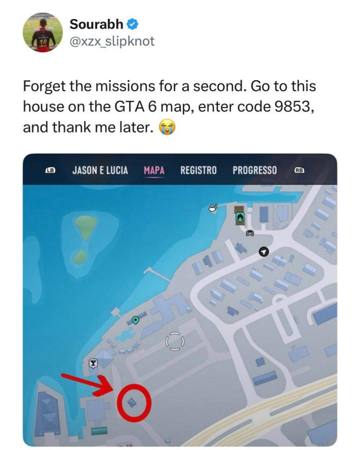 Sourabh
@xzx_slipknot
Forget the missions for a second. Go to this
house on the GTA 6 map, enter code 9853,
and thank me later. 😭
LB JASON E LUCIA MAPA REGISTRO PROGRESSO RB